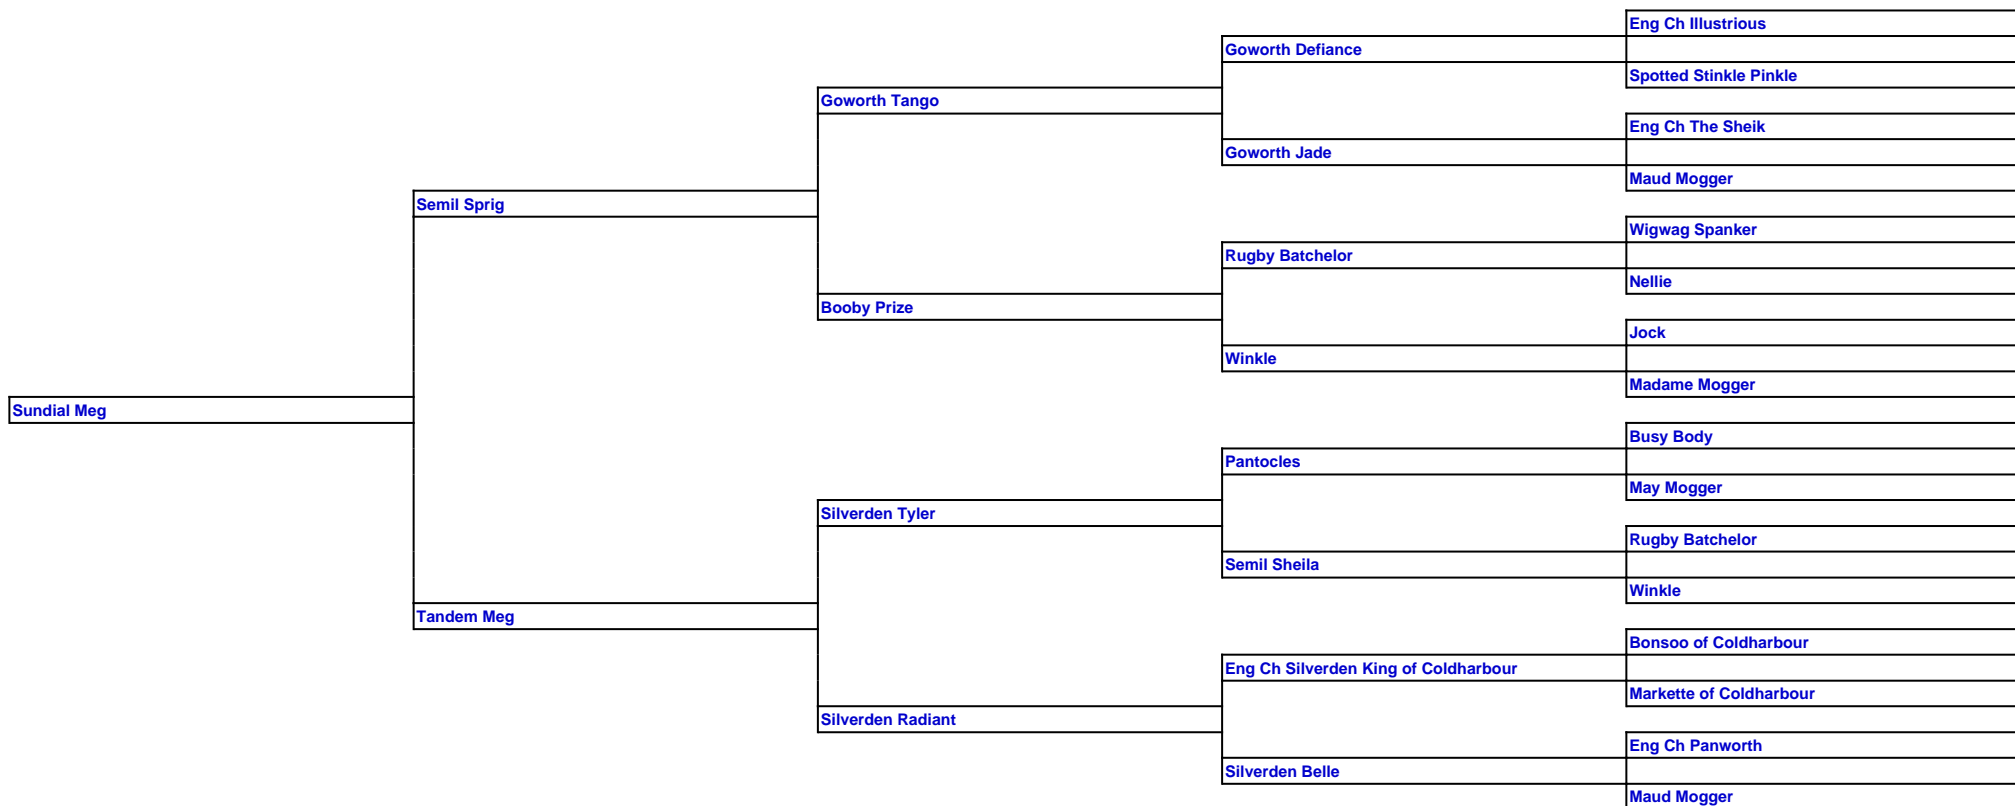 Eng Ch Illustrious
Goworth Defiance
Spotted Stinkle Pinkle
Goworth Tango
Eng Ch The Sheik
Goworth Jade
Maud Mogger
Semil Sprig
Wigwag Spanker
Rugby Batchelor
Nellie
Booby Prize
Jock
Winkle
Madame Mogger
Sundial Meg
Busy Body
Pantocles
May Mogger
Silverden Tyler
Rugby Batchelor
Semil Sheila
Winkle
Tandem Meg
Bonsoo of Coldharbour
Eng Ch Silverden King of Coldharbour
Markette of Coldharbour
Silverden Radiant
Eng Ch Panworth
Silverden Belle
Maud Mogger